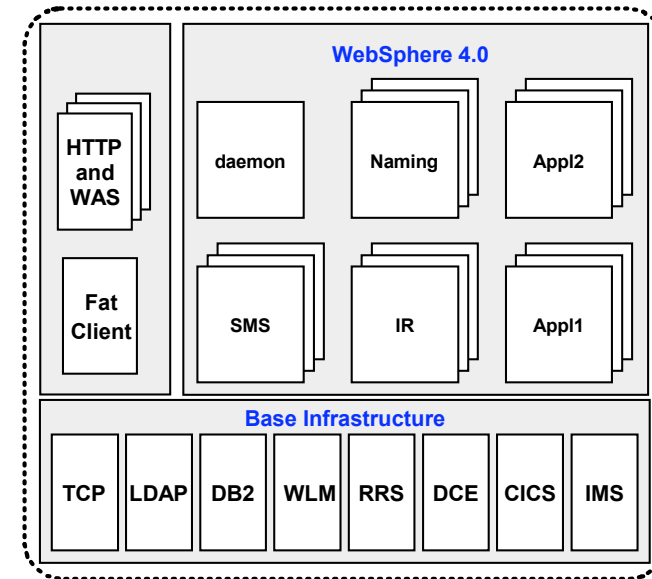 WebSphere 4.0
HTTP
and
WAS
daemon
Naming
Appl2
Fat
Client
SMS
IR
Appl1
Base Infrastructure
TCP
LDAP
DB2
WLM
RRS
DCE
CICS
IMS